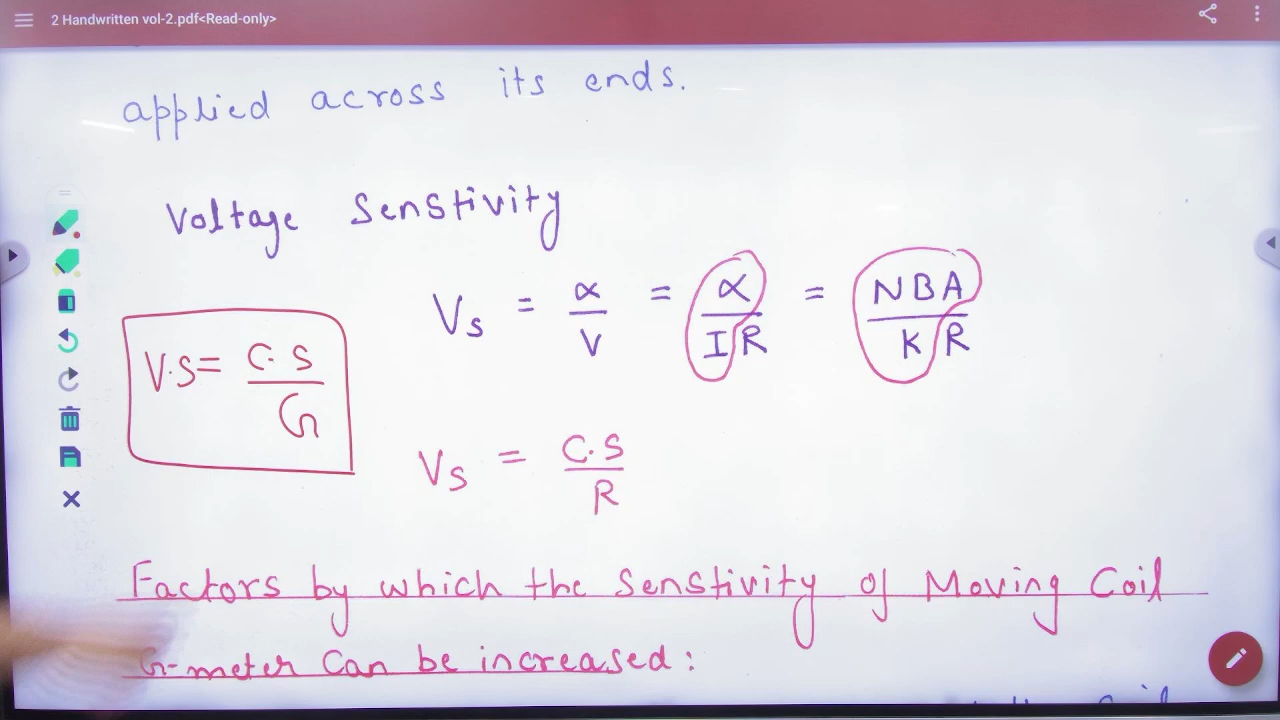 2 Handwritten vol-2.pdf<Read-only>
applied across its ends.
Voltage Senstivity
Vs = α/V = α/IR = NBA/KR
V.S = C.S/G
Vs = C.S/R
Factors by which the Senstivity of Moving Coil
G-meter Can be increased: